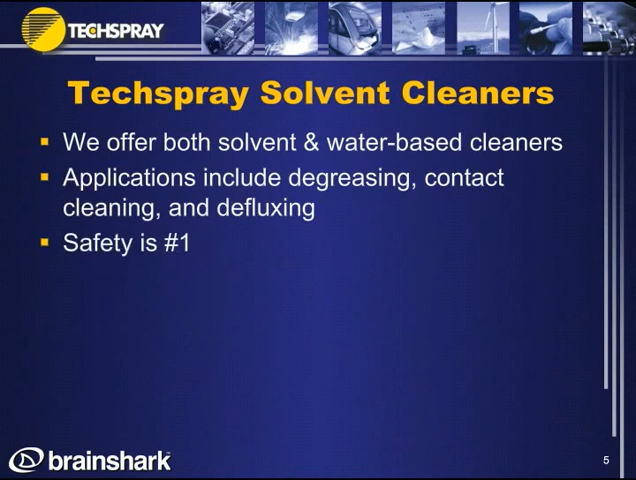 TECHSPRAY
Techspray Solvent Cleaners
▪ We offer both solvent & water-based cleaners
▪ Applications include degreasing, contact
cleaning, and defluxing
▪ Safety is #1
brainshark
5